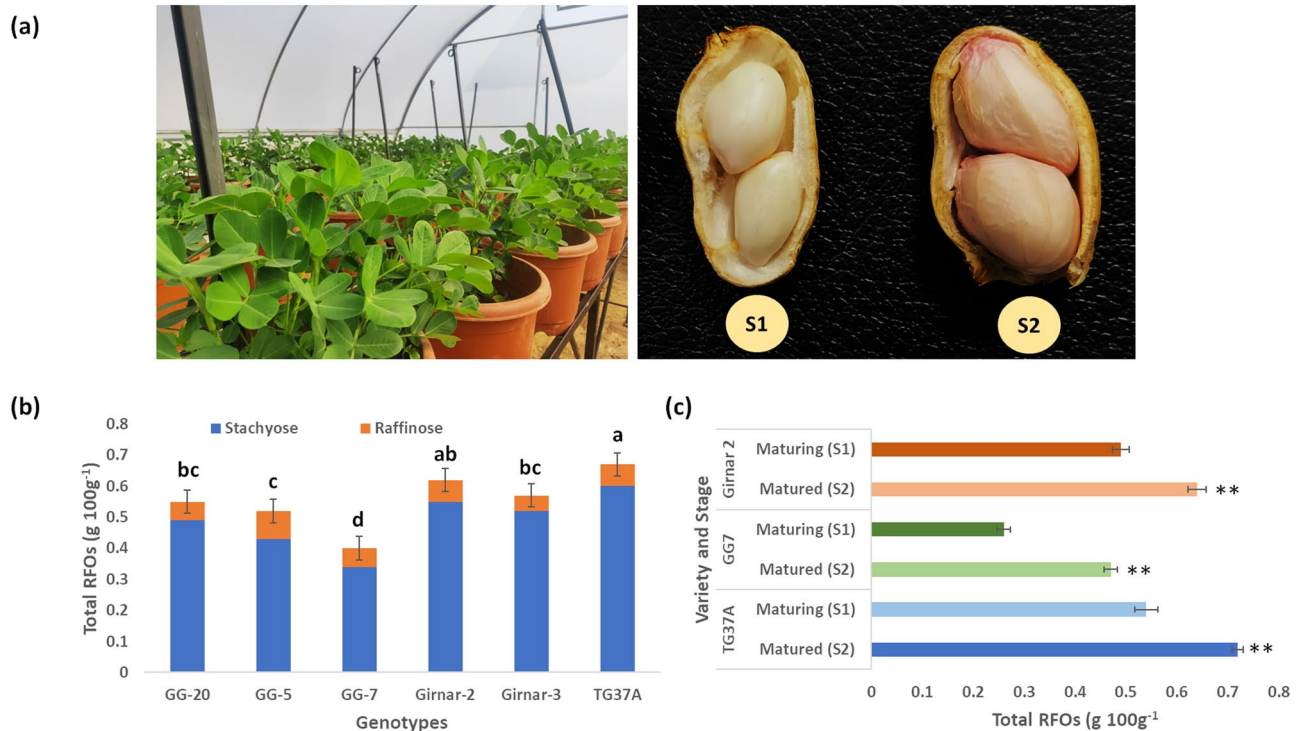 (a)
S1
S2
(b)
Total RFOs (g 100g⁻¹)
0.8
0.7
0.6
0.5
0.4
0.3
0.2
0.1
0
Stachyose
Raffinose
bc
c
d
ab
bc
a
GG-20
GG-5
GG-7
Girnar-2
Girnar-3
TG37A
Genotypes
(c)
Variety and Stage
Girnar 2
Maturing (S1)
Matured (S2)
**
GG7
Maturing (S1)
Matured (S2)
**
TG37A
Maturing (S1)
Matured (S2)
**
0
0.1
0.2
0.3
0.4
0.5
0.6
0.7
0.8
Total RFOs (g 100g⁻¹